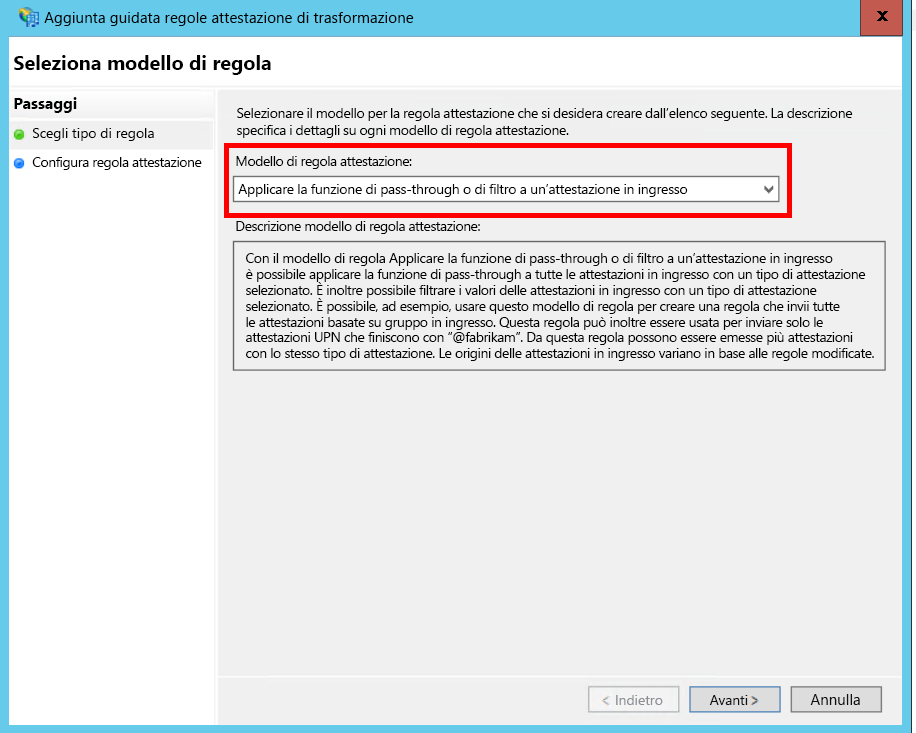 Aggiunta guidata regole attestazione di trasformazione
x
Seleziona modello di regola
Passaggi
Scegli tipo di regola
Configura regola attestazione
Selezionare il modello per la regola attestazione che si desidera creare dall'elenco seguente. La descrizione
specifica i dettagli su ogni modello di regola attestazione.
Modello di regola attestazione:
Applicare la funzione di pass-through o di filtro a un'attestazione in ingresso
Descrizione modello di regola attestazione:
Con il modello di regola Applicare la funzione di pass-through o di filtro a un'attestazione in ingresso
è possibile applicare la funzione di pass-through a tutte le attestazioni in ingresso con un tipo di attestazione
selezionato. È inoltre possibile filtrare i valori delle attestazioni in ingresso con un tipo di attestazione
selezionato. È possibile, ad esempio, usare questo modello di regola per creare una regola che invii tutte
le attestazioni basate su gruppo in ingresso. Questa regola può inoltre essere usata per inviare solo le
attestazioni UPN che finiscono con "@fabrikam". Da questa regola possono essere emesse più attestazioni
con lo stesso tipo di attestazione. Le origini delle attestazioni in ingresso variano in base alle regole modificate.
< Indietro
Avanti >
Annulla